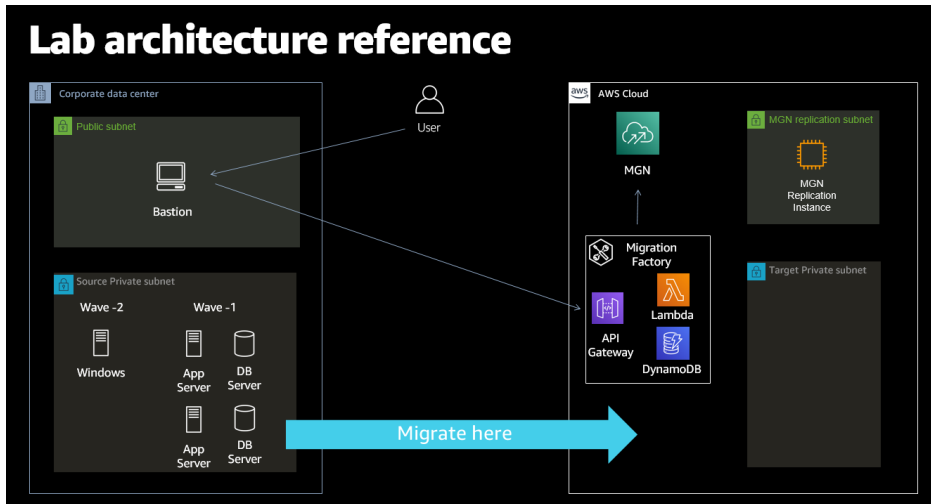 Lab architecture reference
Corporate data center
Public subnet
Bastion
User
Source Private subnet
Wave -2
Wave -1
Windows
App
Server
DB
Server
App
Server
DB
Server
Migrate here
aws
AWS Cloud
MGN
MGN replication subnet
MGN
Replication
Instance
Migration
Factory
Lambda
API
Gateway
DynamoDB
Target Private subnet